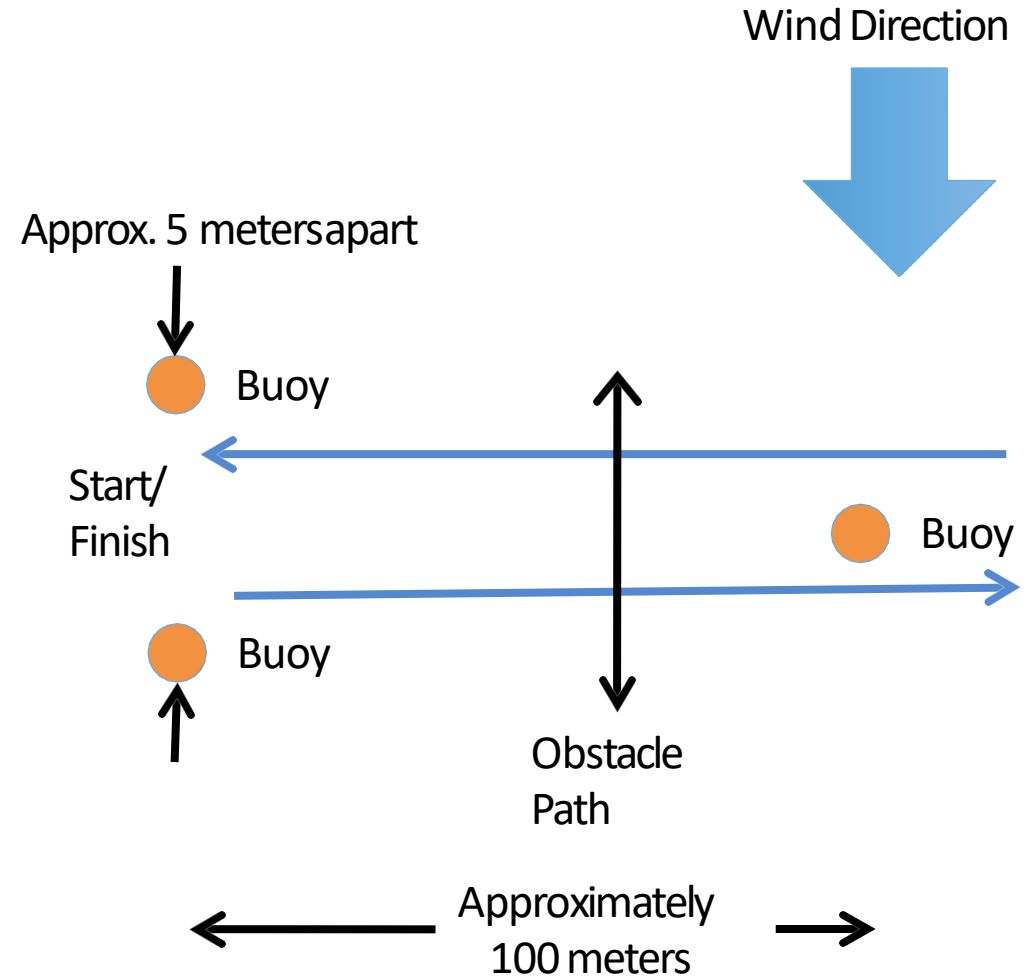 Wind Direction
Approx. 5 metersapart
Buoy
Start/
Finish
Buoy
Buoy
Obstacle
Path
Approximately
100 meters